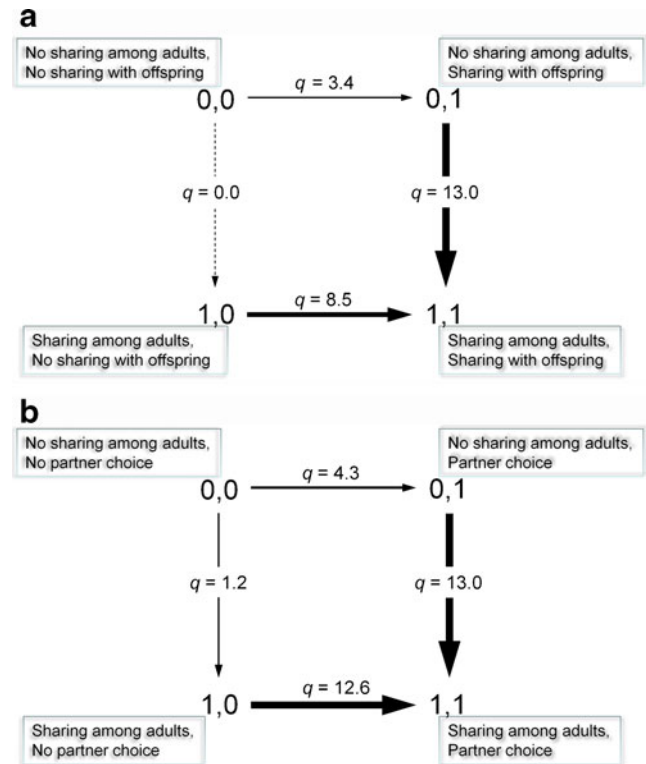 a
No sharing among adults,
No sharing with offspring
No sharing among adults,
Sharing with offspring
0,0
q = 3.4
0,1
q = 0.0
q = 13.0
1,0
q = 8.5
1,1
Sharing among adults,
No sharing with offspring
Sharing among adults,
Sharing with offspring
b
No sharing among adults,
No partner choice
No sharing among adults,
Partner choice
0,0
q = 4.3
0,1
q = 1.2
q = 13.0
1,0
q = 12.6
1,1
Sharing among adults,
No partner choice
Sharing among adults,
Partner choice